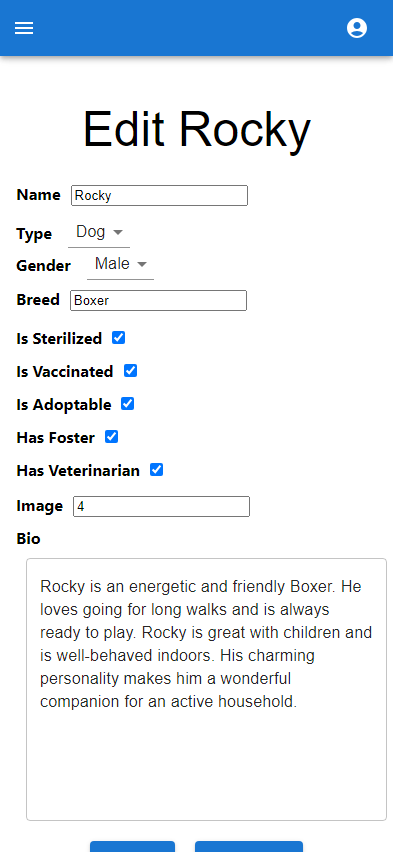 Edit Rocky
Name Rocky
Type Dog
Gender Male
Breed Boxer
Is Sterilized
Is Vaccinated
Is Adoptable
Has Foster
Has Veterinarian
Image 4
Bio
Rocky is an energetic and friendly Boxer. He
loves going for long walks and is always
ready to play. Rocky is great with children and
is well-behaved indoors. His charming
personality makes him a wonderful
companion for an active household.